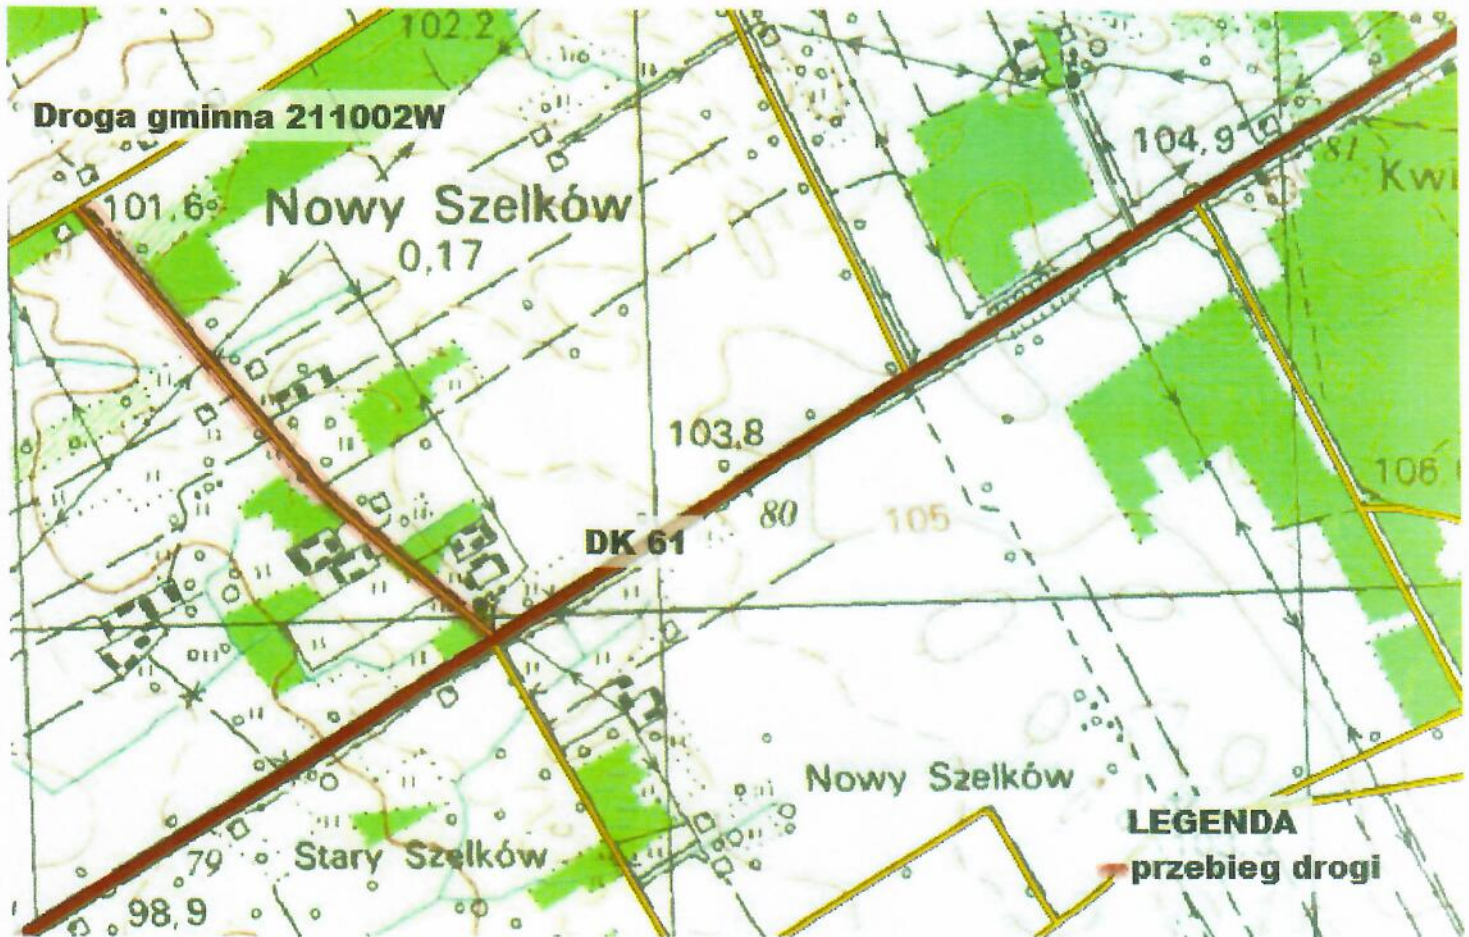 102.2
Droga gminna 211002W
104,9
81
Kwi
101,6
Nowy Szelków
0,17
103,8
106
80
105
DK 61
Nowy Szelków
LEGENDA
przebieg drogi
79
Stary Szelków
98,9